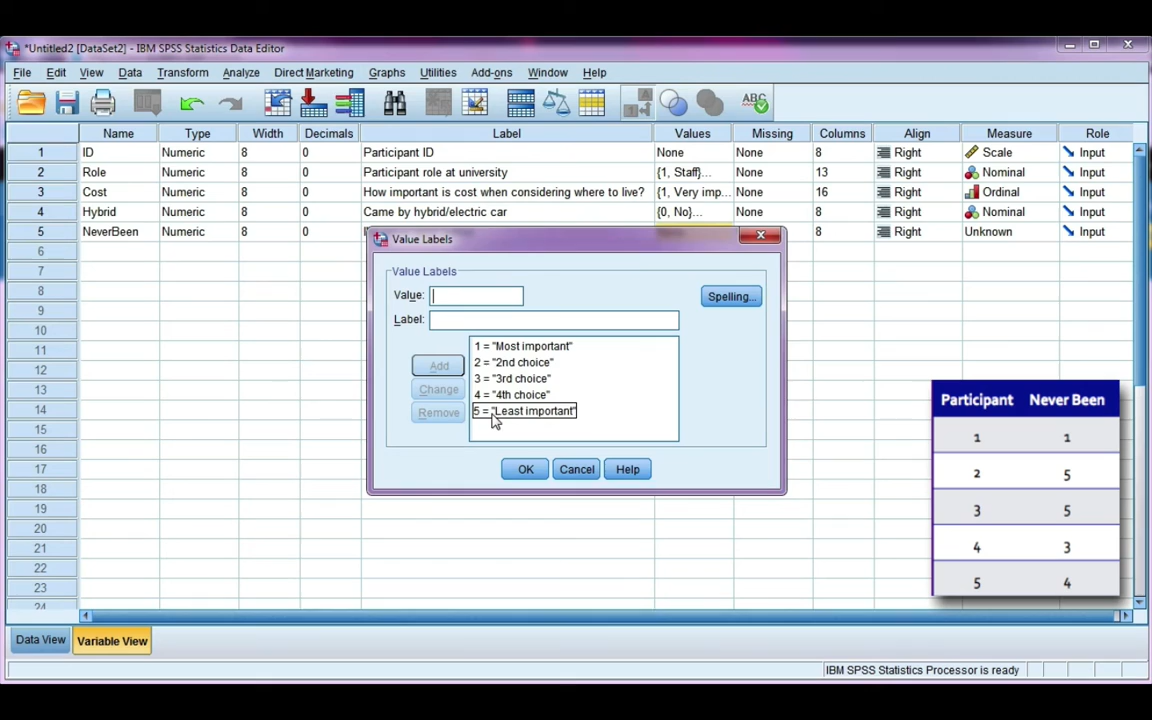 *Untitled2 [DataSet2] - IBM SPSS Statistics Data Editor
File Edit View Data Transform Analyze Direct Marketing Graphs Utilities Add-ons Window Help
Name Type Width Decimals Label Values Missing Columns Align Measure Role
1 ID Numeric 8 0 Participant ID None None 8 Right Scale Input
2 Role Numeric 8 0 Participant role at university {1, Staff}... None 13 Right Nominal Input
3 Cost Numeric 8 0 How important is cost when considering where to live? {1, Very imp... None 16 Right Ordinal Input
4 Hybrid Numeric 8 0 Came by hybrid/electric car {0, No}... None 8 Right Nominal Input
5 NeverBeen Numeric 8 0 8 Right Unknown Input
6
7
8
9
10
11
12
13
14
15
16
17
18
19
20
21
22
23
24
Value Labels
Value Labels
Value:
Spelling...
Label:
Add
Change
Remove
1 = "Most important"
2 = "2nd choice"
3 = "3rd choice"
4 = "4th choice"
5 = "Least important"
OK Cancel Help
Participant Never Been
1 1
2 5
3 5
4 3
5 4
Data View Variable View
IBM SPSS Statistics Processor is ready